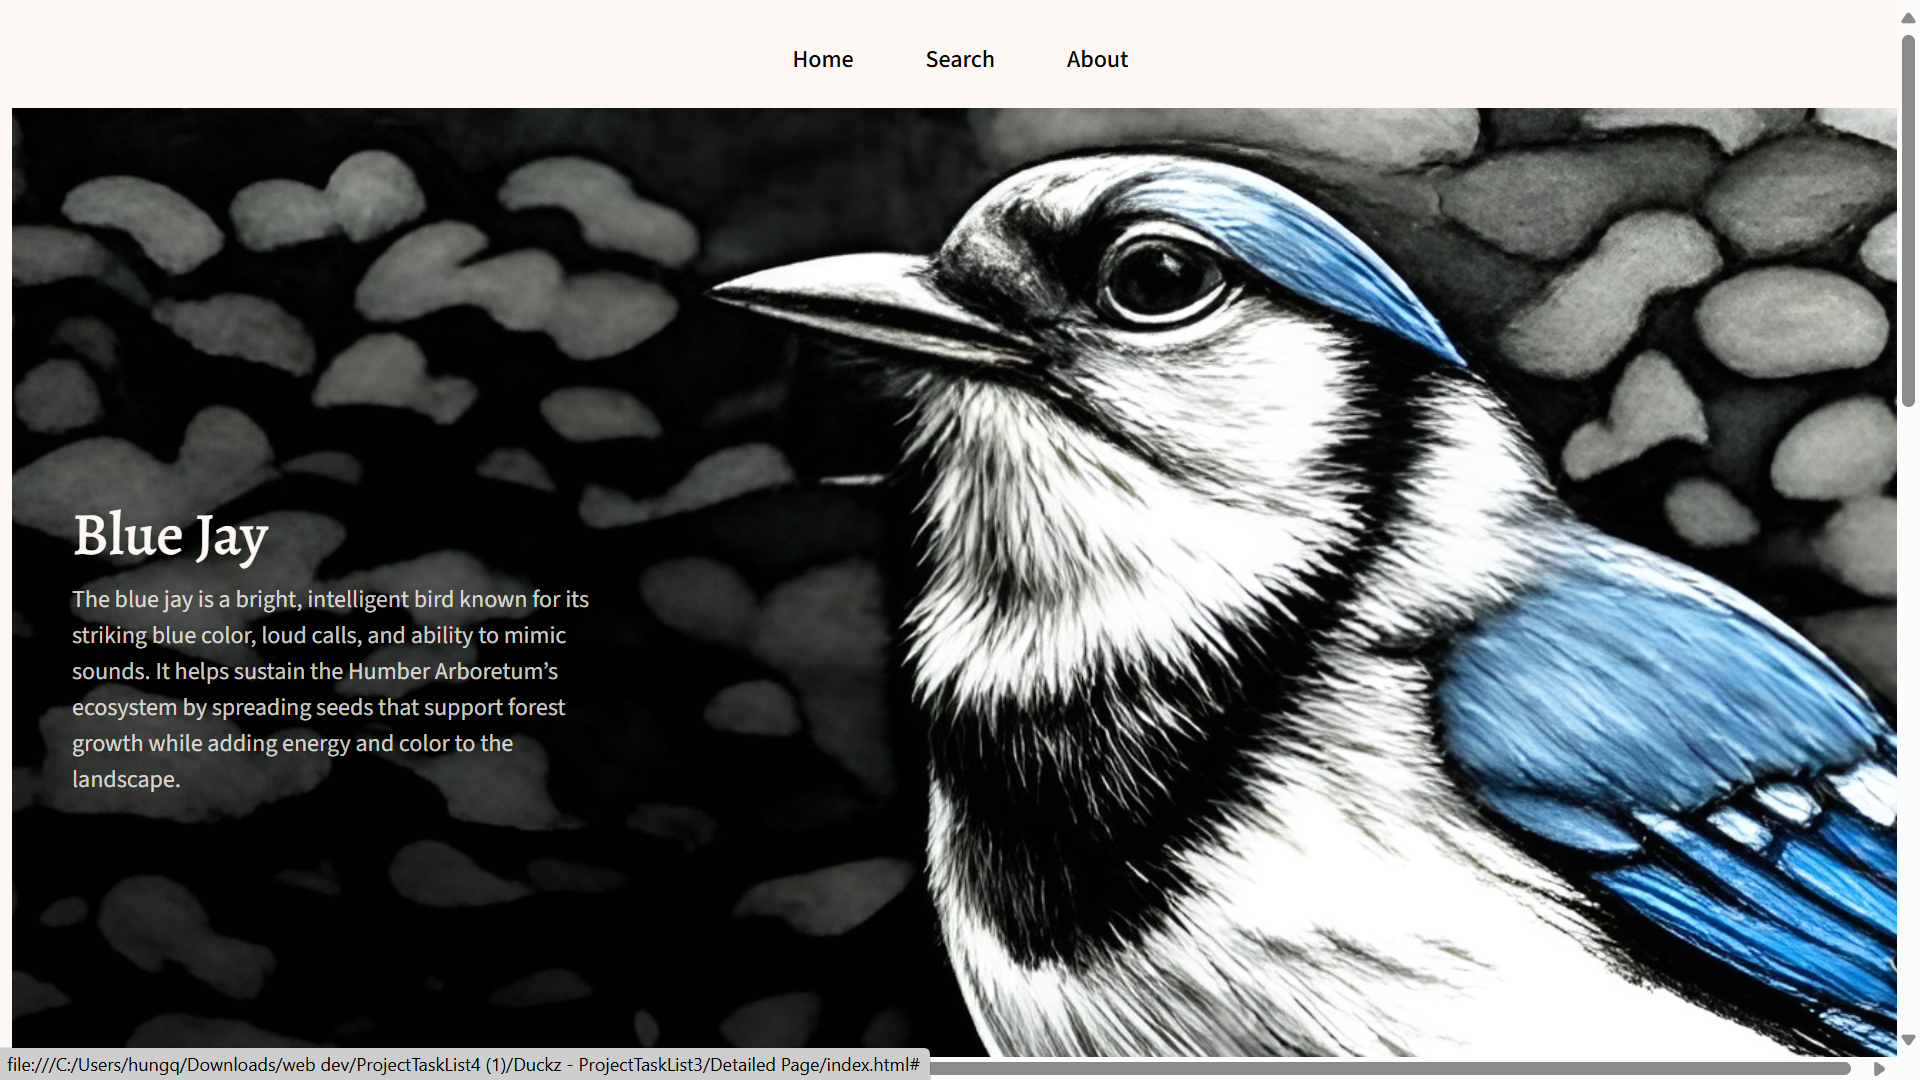 Home Search About
Blue Jay
The blue jay is a bright, intelligent bird known for its
striking blue color, loud calls, and ability to mimic
sounds. It helps sustain the Humber Arboretum’s
ecosystem by spreading seeds that support forest
growth while adding energy and color to the
landscape.
file:///C:/Users/hungq/Downloads/web dev/ProjectTaskList4 (1)/Duckz - ProjectTaskList3/Detailed Page/index.html#